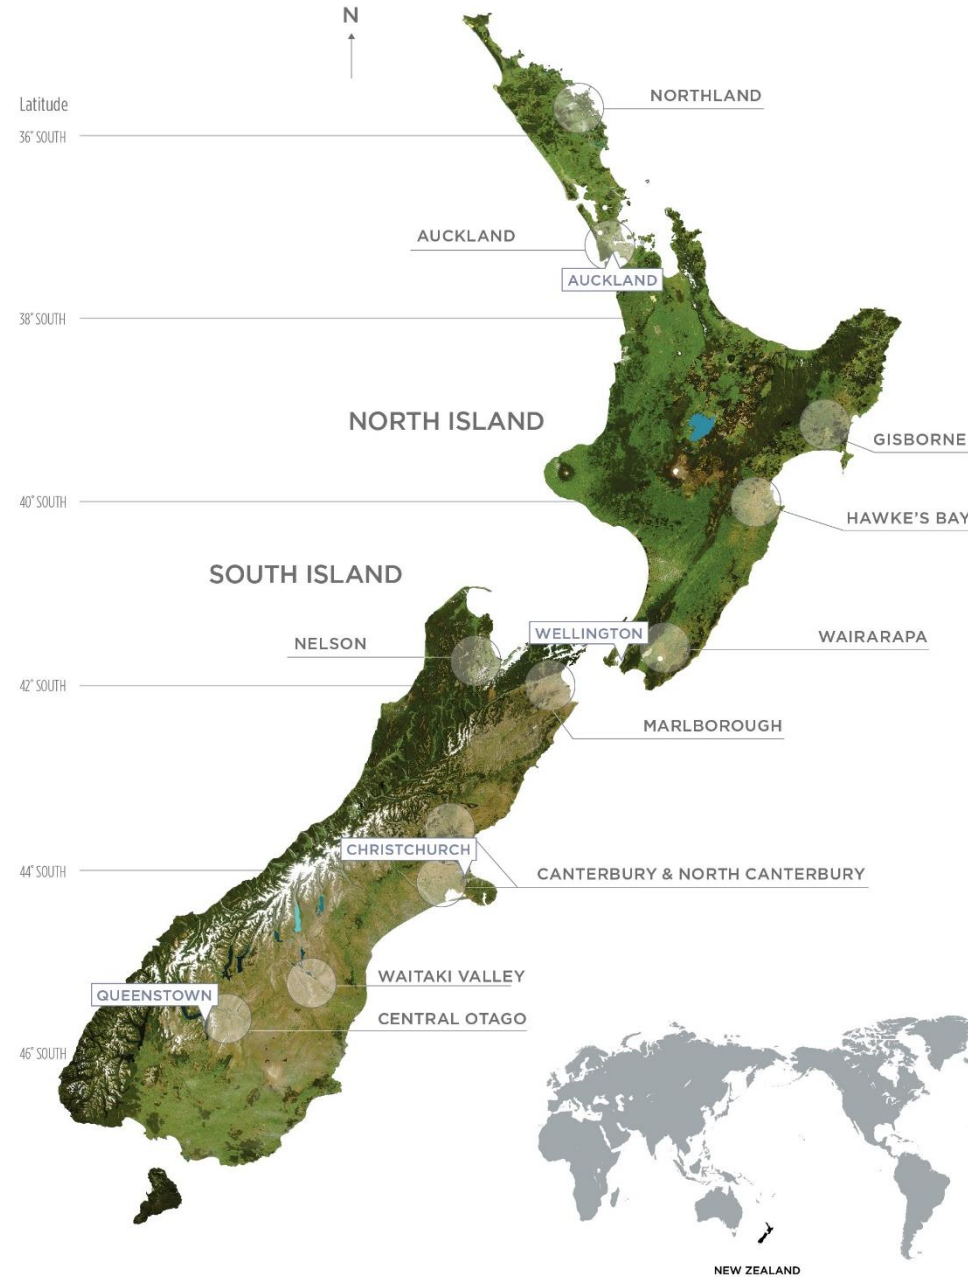 N
Latitude
NORTHLAND
36° SOUTH
AUCKLAND
AUCKLAND
38° SOUTH
NORTH ISLAND
GISBORNE
40° SOUTH
HAWKE'S BAY
SOUTH ISLAND
WELLINGTON
WAIRARAPA
NELSON
42° SOUTH
MARLBOROUGH
CHRISTCHURCH
44° SOUTH
CANTERBURY & NORTH CANTERBURY
WAITAKI VALLEY
QUEENSTOWN
CENTRAL OTAGO
46° SOUTH
NEW ZEALAND